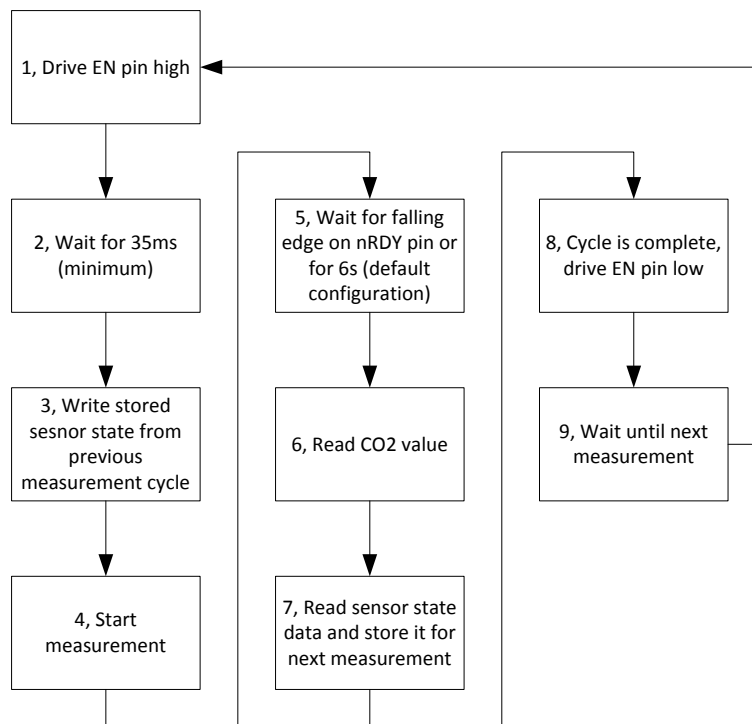 1, Drive EN pin high
2, Wait for 35ms
(minimum)
3, Write stored
sesnor state from
previous
measurement cycle
4, Start
measurement
5, Wait for falling
edge on nRDY pin or
for 6s (default
configuration)
6, Read CO2 value
7, Read sensor state
data and store it for
next measurement
8, Cycle is complete,
drive EN pin low
9, Wait until next
measurement